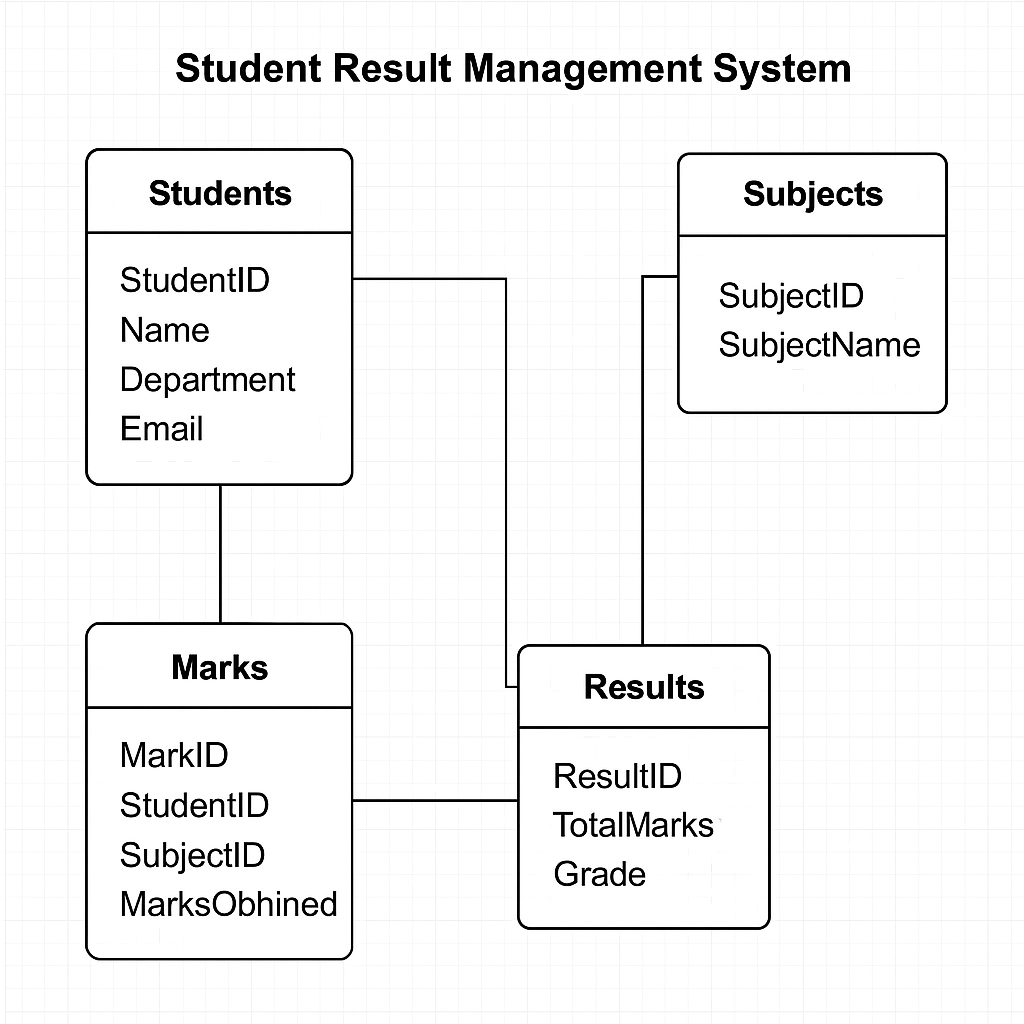 Student Result Management System
Students
StudentID
Name
Department
Email
Subjects
SubjectID
SubjectName
Marks
MarkID
StudentID
SubjectID
MarksObhined
Results
ResultID
TotalMarks
Grade